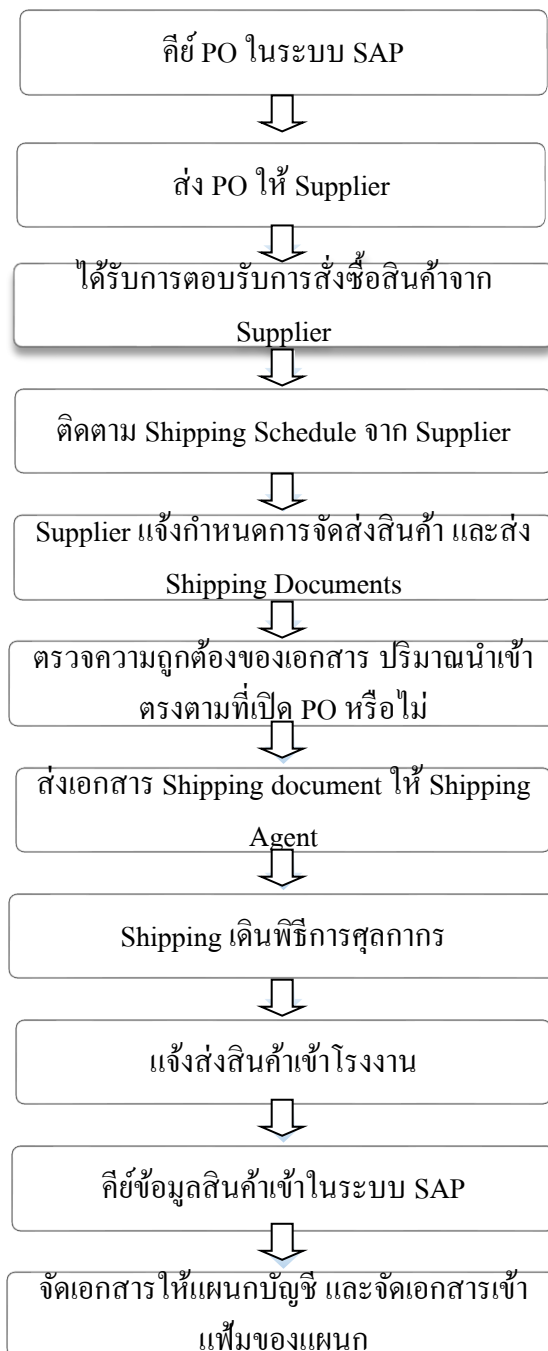 คีย์ PO ในระบบ SAP
ส่ง PO ให้ Supplier
ได้รับการตอบรับการสั่งซื้อสินค้าจาก
Supplier
ติดตาม Shipping Schedule จาก Supplier
Supplier แจ้งกำหนดการจัดส่งสินค้า และส่ง
Shipping Documents
ตรวจความถูกต้องของเอกสาร ปริมาณนำเข้า
ตรงตามที่เปิด PO หรือไม่
ส่งเอกสาร Shipping document ให้ Shipping
Agent
Shipping เดินพิธีการศุลกากร
แจ้งส่งสินค้าเข้าโรงงาน
คีย์ข้อมูลสินค้าเข้าในระบบ SAP
จัดเอกสารให้แผนกบัญชี และจัดเอกสารเข้า
แฟ้มของแผนก